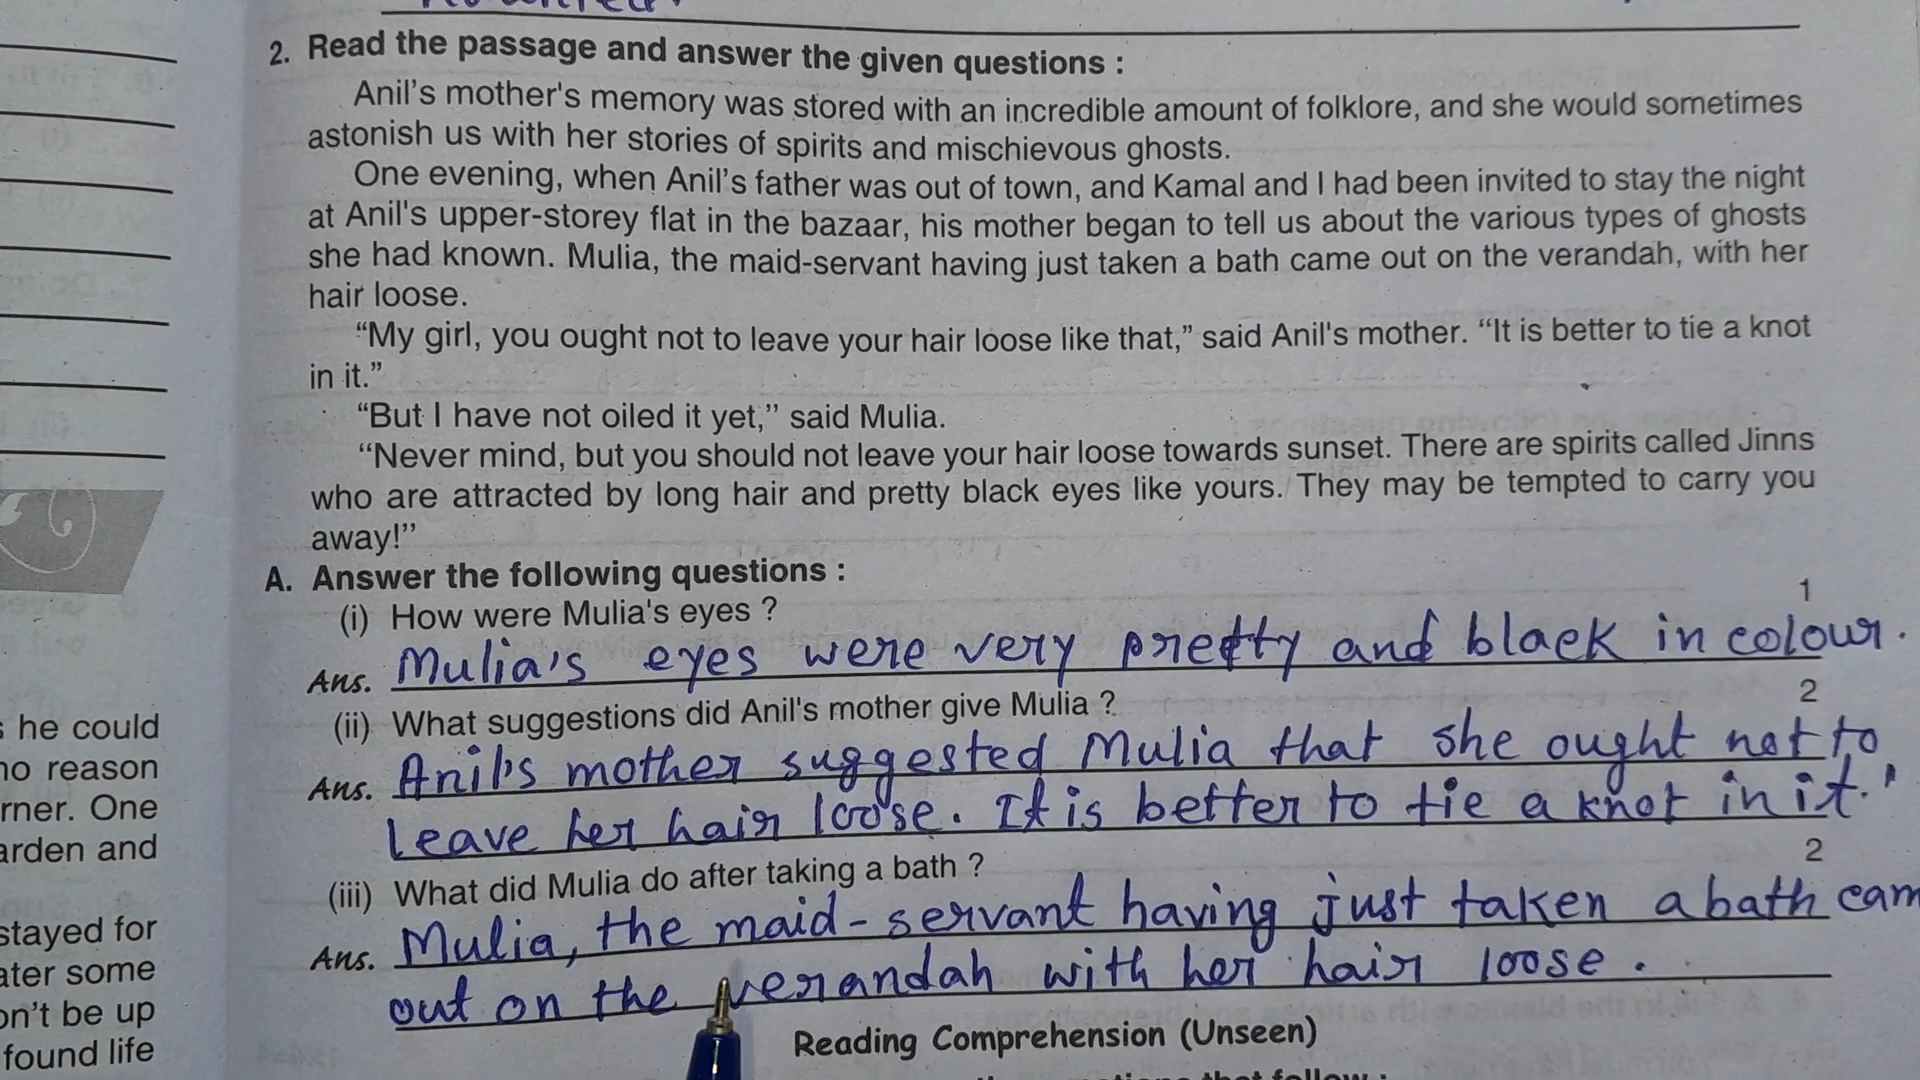 2. Read the passage and answer the given questions :
Anil's mother's memory was stored with an incredible amount of folklore, and she would sometimes
astonish us with her stories of spirits and mischievous ghosts.
One evening, when Anil's father was out of town, and Kamal and I had been invited to stay the night
at Anil's upper-storey flat in the bazaar, his mother began to tell us about the various types of ghosts
she had known. Mulia, the maid-servant having just taken a bath came out on the verandah, with her
hair loose.
“My girl, you ought not to leave your hair loose like that,” said Anil's mother. “It is better to tie a knot
in it.”
“But I have not oiled it yet,” said Mulia.
“Never mind, but you should not leave your hair loose towards sunset. There are spirits called Jinns
who are attracted by long hair and pretty black eyes like yours. They may be tempted to carry you
away!”
A. Answer the following questions :
(i) How were Mulia's eyes ? 1
Ans. Mulia's eyes were very pretty and black in colour.
(ii) What suggestions did Anil's mother give Mulia ? 2
Ans. Anil's mother suggested Mulia that she ought not to
leave her hair loose. It is better to tie a knot in it.'
(iii) What did Mulia do after taking a bath ? 2
Ans. Mulia, the maid-servant having just taken a bath cam
out on the verandah with her hair loose.
Reading Comprehension (Unseen)
he could
no reason
rner. One
arden and
stayed for
ater some
on't be up
found life